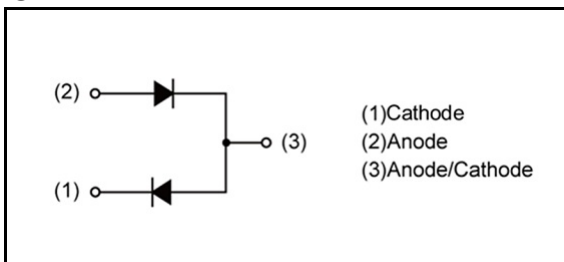 (2)
(3)
(1)
(1)Cathode
(2)Anode
(3)Anode/Cathode